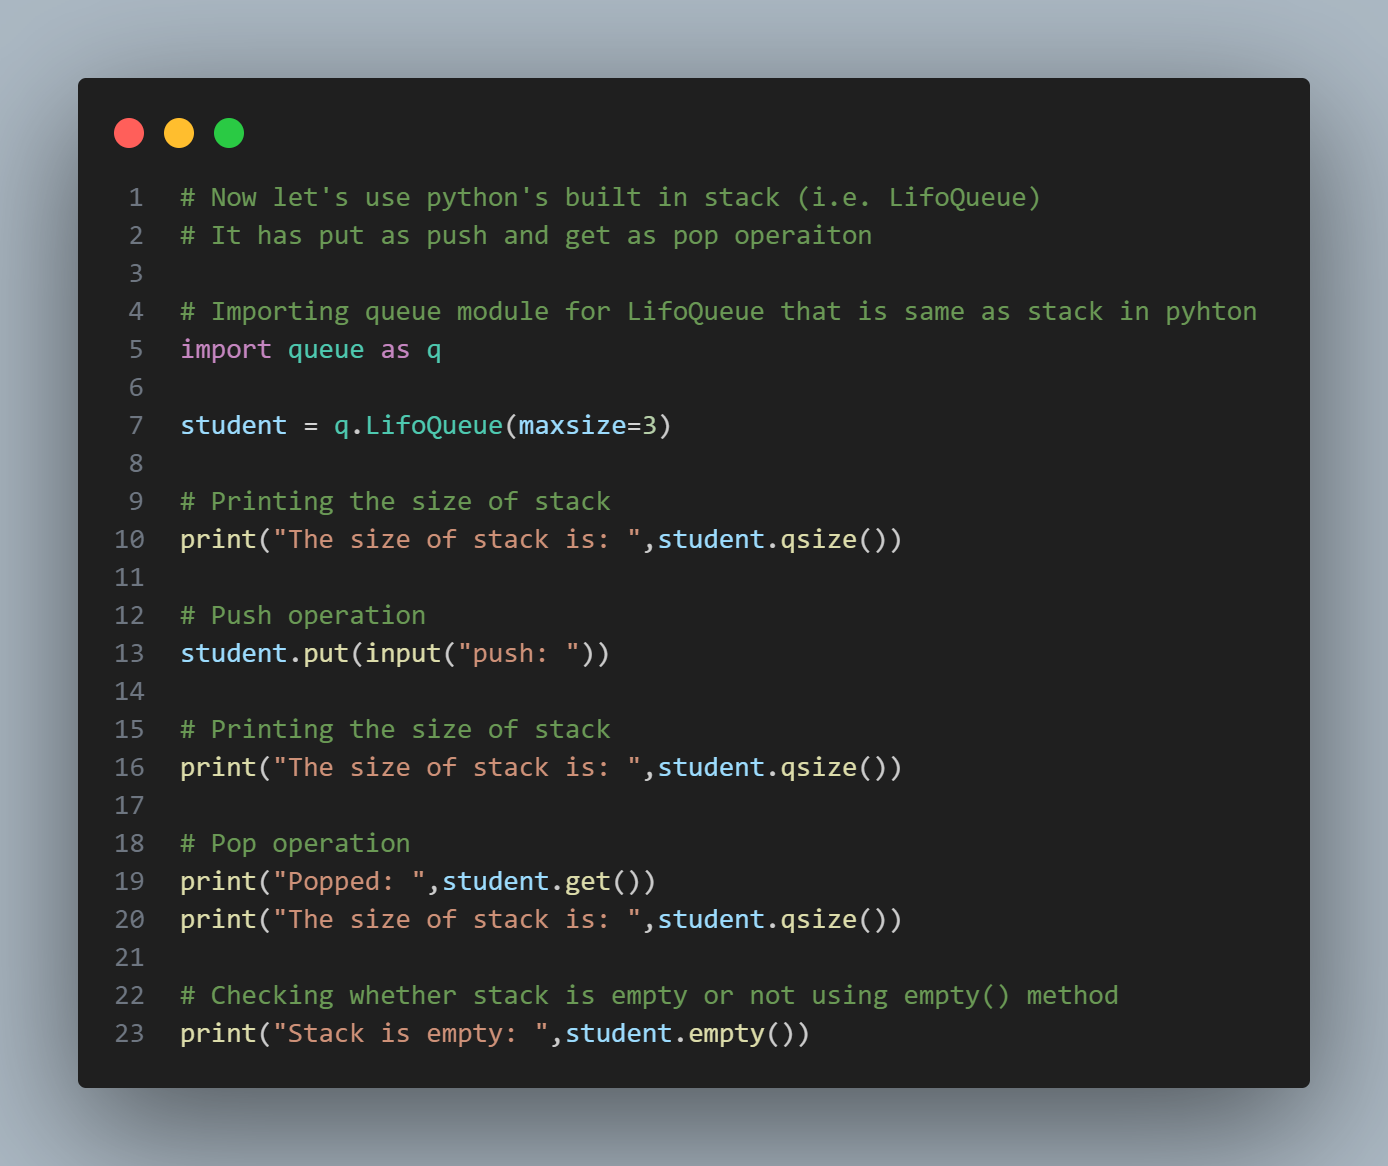 1 # Now let's use python's built in stack (i.e. LifoQueue)
2 # It has put as push and get as pop operaiton
3
4 # Importing queue module for LifoQueue that is same as stack in pyhton
5 import queue as q
6
7 student = q.LifoQueue(maxsize=3)
8
9 # Printing the size of stack
10 print("The size of stack is: ",student.qsize())
11
12 # Push operation
13 student.put(input("push: "))
14
15 # Printing the size of stack
16 print("The size of stack is: ",student.qsize())
17
18 # Pop operation
19 print("Popped: ",student.get())
20 print("The size of stack is: ",student.qsize())
21
22 # Checking whether stack is empty or not using empty() method
23 print("Stack is empty: ",student.empty())